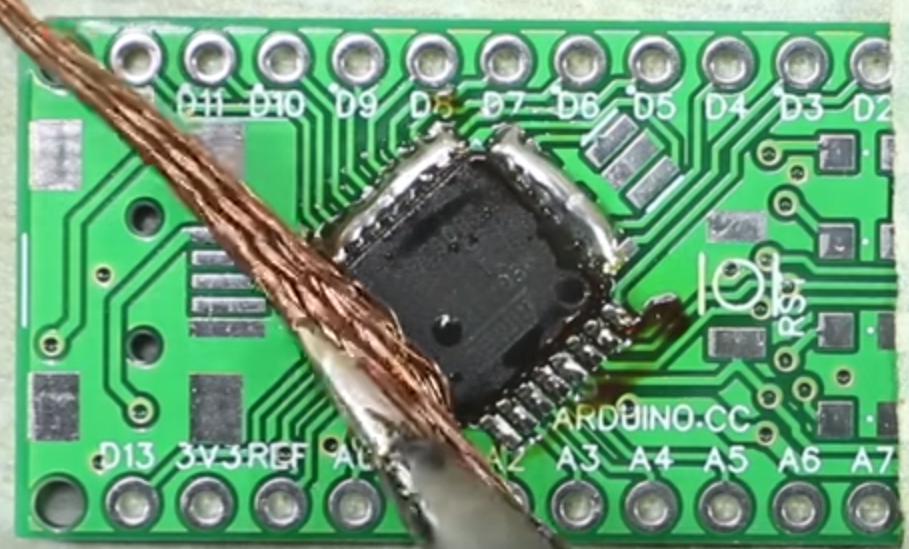 D11 D10 D9 D8 D7 D6 D5 D4 D3 D2
RST
ARDUINO.CC
D13 3V3 REF A0 A2 A3 A4 A5 A6 A7